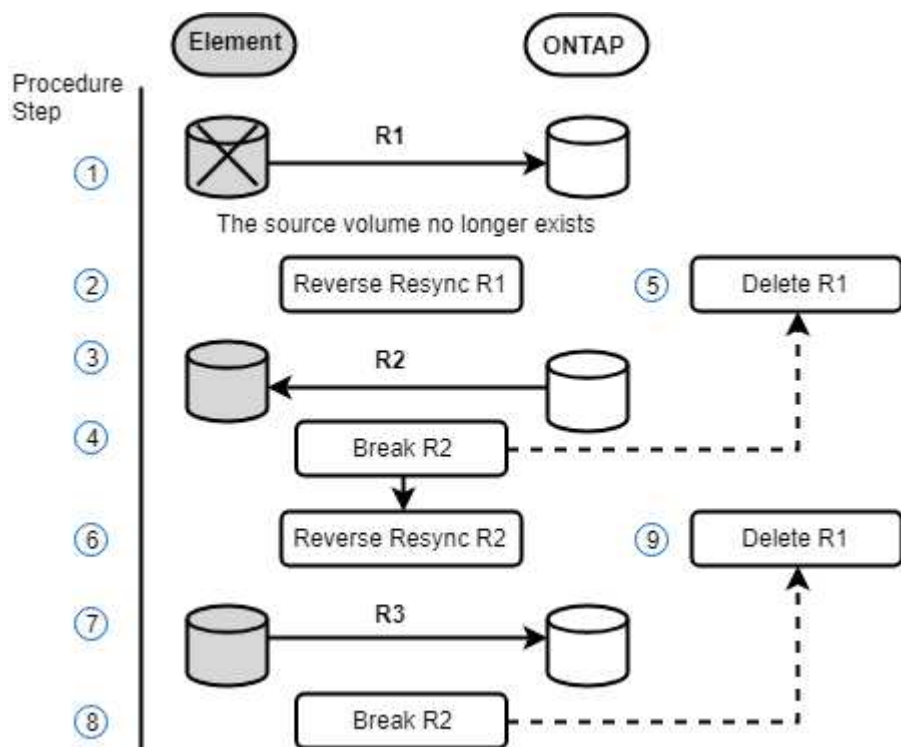 Element
ONTAP
Procedure
Step
R1
1
The source volume no longer exists
2
Reverse Resync R1
5
Delete R1
3
R2
4
Break R2
6
Reverse Resync R2
9
Delete R1
7
R3
8
Break R2